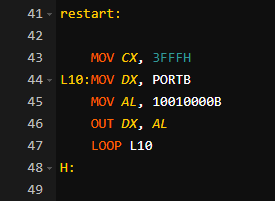 41 restart:
42
43 MOV CX, 3FFFH
44 L10:MOV DX, PORTB
45 MOV AL, 10010000B
46 OUT DX, AL
47 LOOP L10
48 H:
49